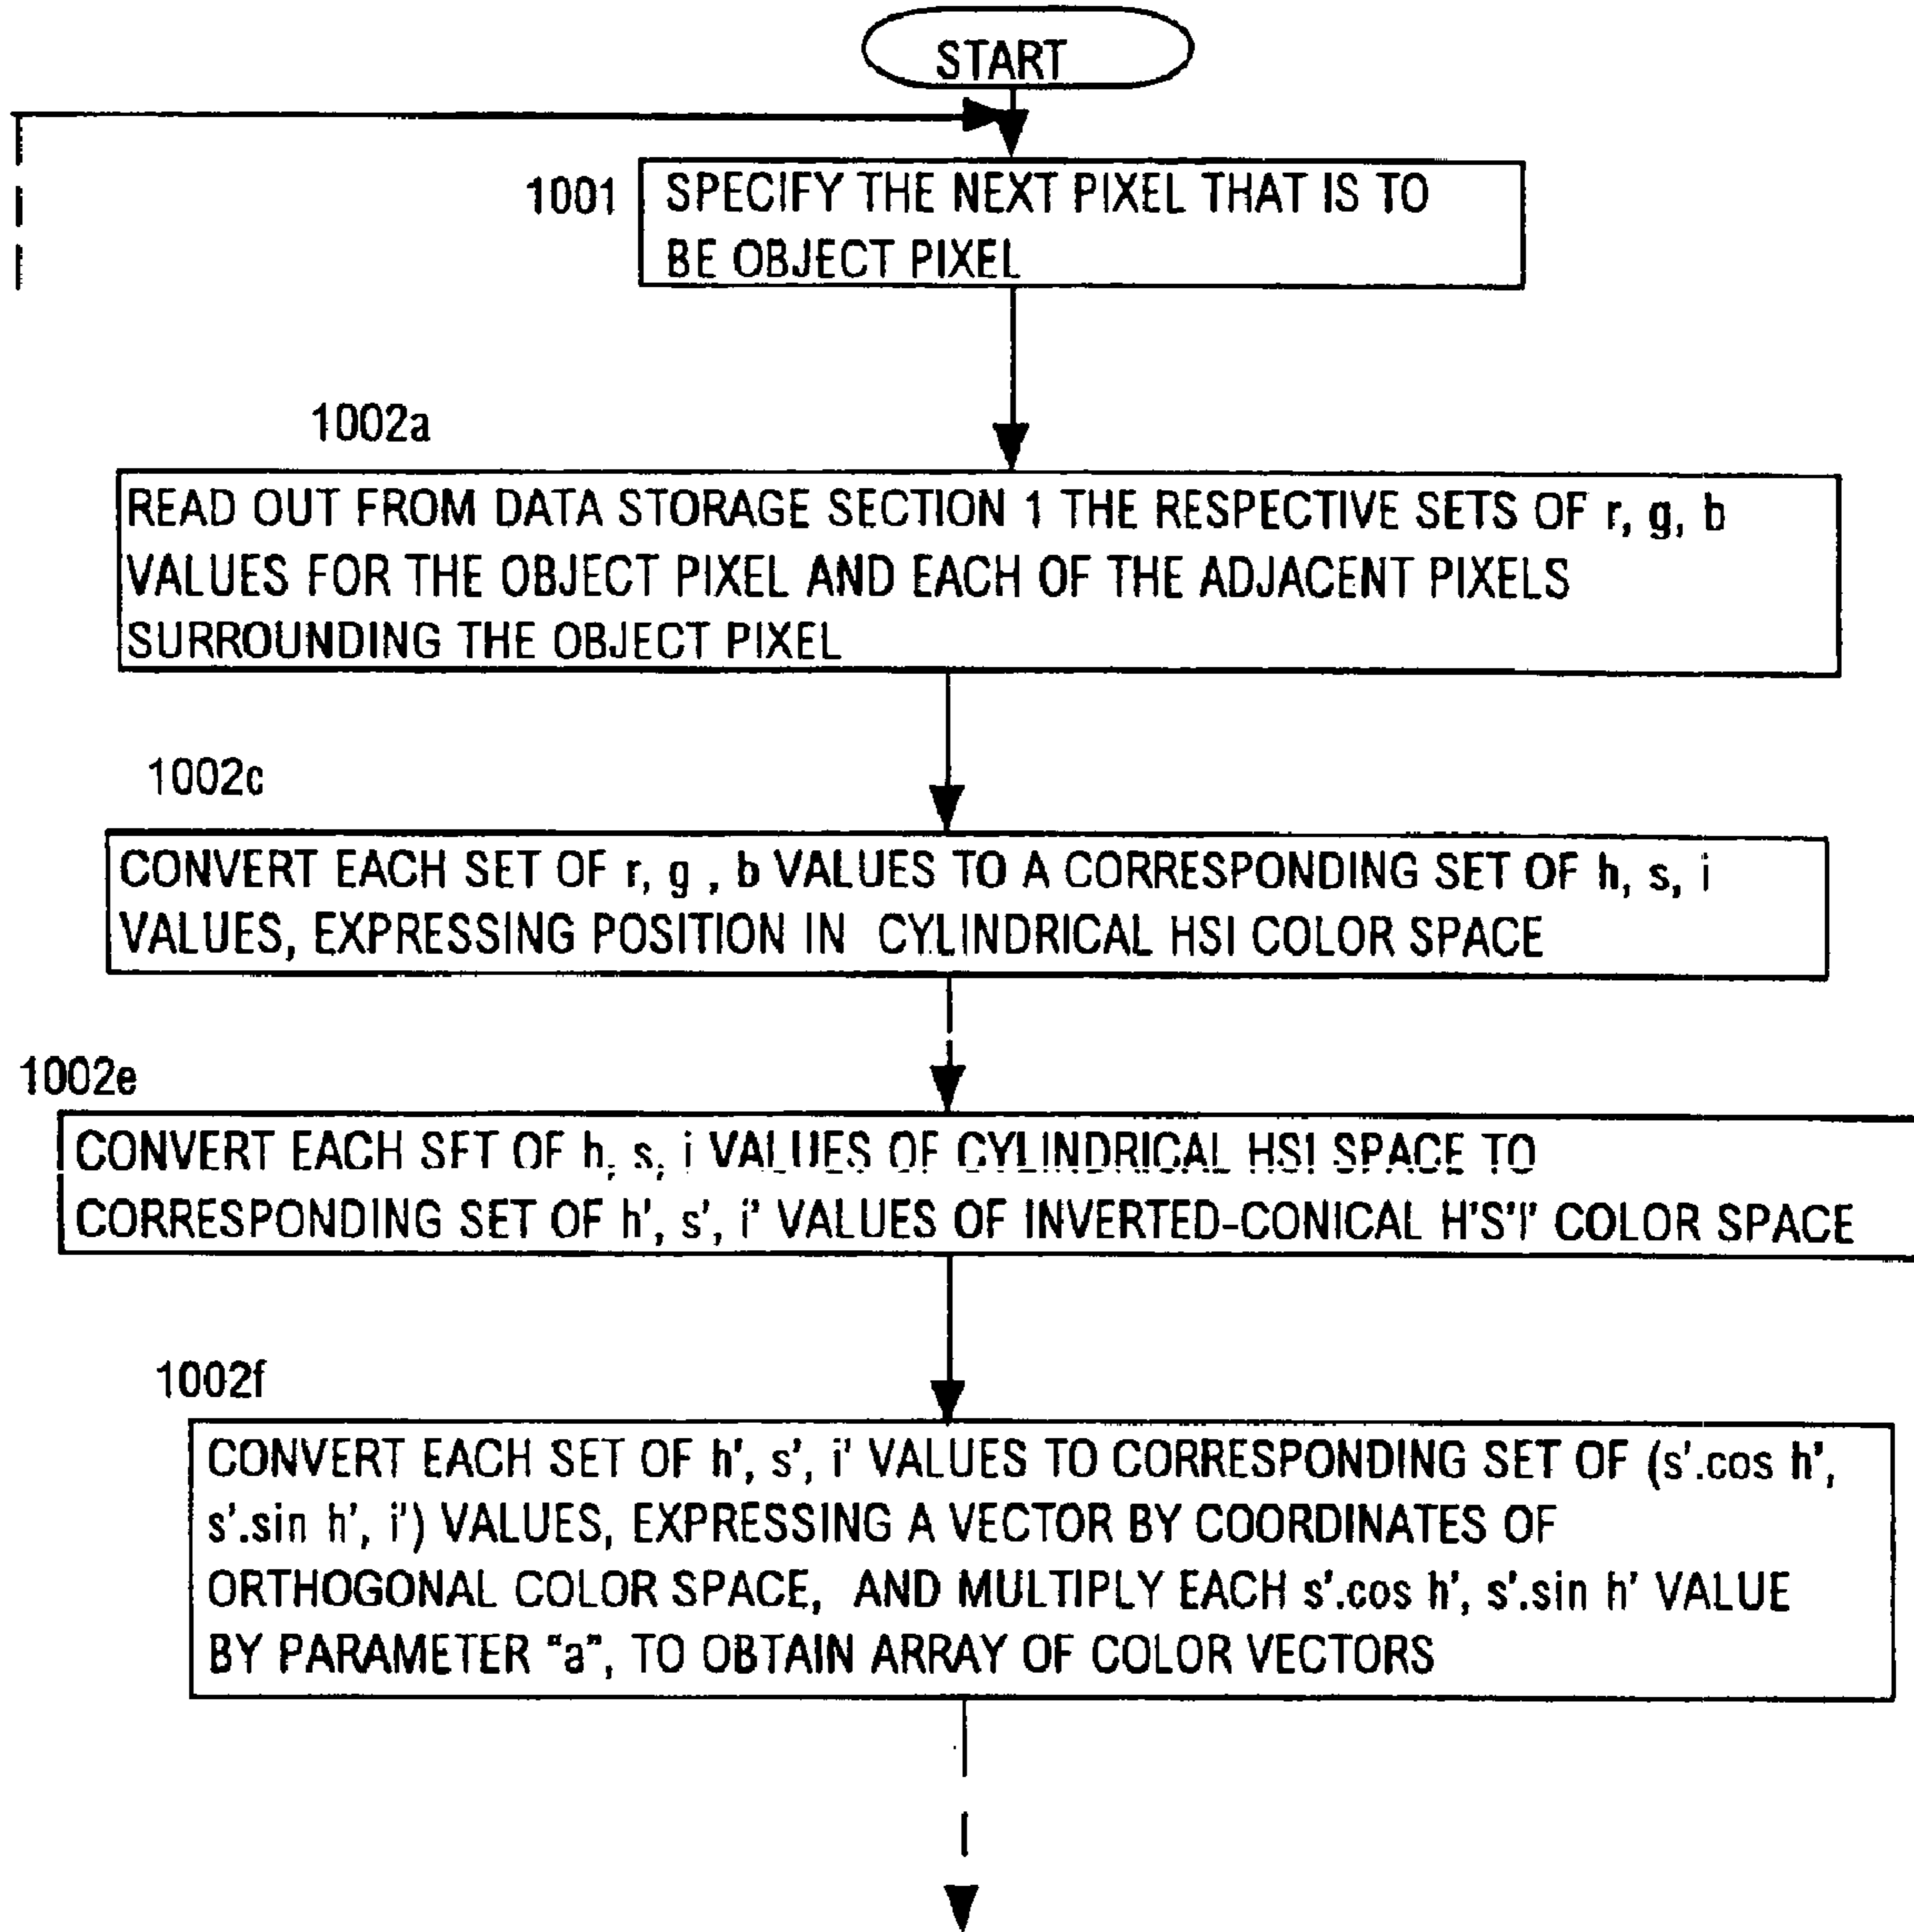 START
1001
SPECIFY THE NEXT PIXEL THAT IS TO
BE OBJECT PIXEL
1002a
READ OUT FROM DATA STORAGE SECTION 1 THE RESPECTIVE SETS OF r, g, b
VALUES FOR THE OBJECT PIXEL AND EACH OF THE ADJACENT PIXELS
SURROUNDING THE OBJECT PIXEL
1002c
CONVERT EACH SET OF r, g , b VALUES TO A CORRESPONDING SET OF h, s, i
VALUES, EXPRESSING POSITION IN CYLINDRICAL HSI COLOR SPACE
1002e
CONVERT EACH SET OF h, s, i VALUES OF CYLINDRICAL HSI SPACE TO
CORRESPONDING SET OF h', s', i' VALUES OF INVERTED-CONICAL H'S'I' COLOR SPACE
1002f
CONVERT EACH SET OF h', s', i' VALUES TO CORRESPONDING SET OF (s'.cos h',
s'.sin h', i') VALUES, EXPRESSING A VECTOR BY COORDINATES OF
ORTHOGONAL COLOR SPACE, AND MULTIPLY EACH s'.cos h', s'.sin h' VALUE
BY PARAMETER "a", TO OBTAIN ARRAY OF COLOR VECTORS